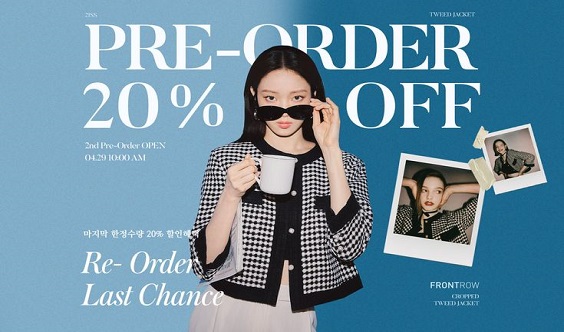 TWEED JACKET
PRE-ORDER
20% OFF
2nd Pre-Order OPEN
04.29 10:00 AM
마지막 한정수량 20% 할인혜택
Re- Order
Last Chance
FRONTROW
CROPPED
TWEED JACKET